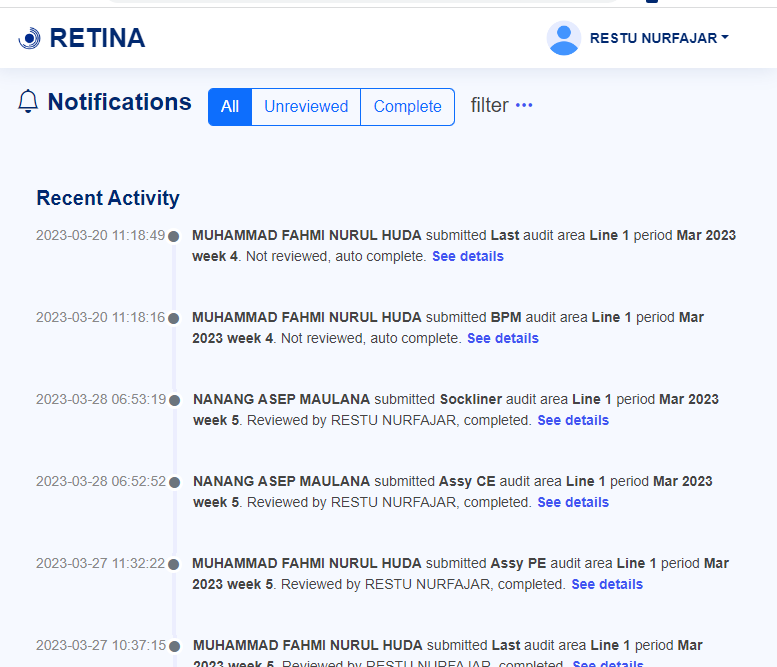 RETINA
RESTU NURFAJAR
Notifications
All Unreviewed Complete filter
Recent Activity
2023-03-20 11:18:49 MUHAMMAD FAHMI NURUL HUDA submitted Last audit area Line 1 period Mar 2023
week 4. Not reviewed, auto complete. See details
2023-03-20 11:18:16 MUHAMMAD FAHMI NURUL HUDA submitted BPM audit area Line 1 period Mar
2023 week 4. Not reviewed, auto complete. See details
2023-03-28 06:53:19 NANANG ASEP MAULANA submitted Sockliner audit area Line 1 period Mar 2023
week 5. Reviewed by RESTU NURFAJAR, completed. See details
2023-03-28 06:52:52 NANANG ASEP MAULANA submitted Assy CE audit area Line 1 period Mar 2023
week 5. Reviewed by RESTU NURFAJAR, completed. See details
2023-03-27 11:32:22 MUHAMMAD FAHMI NURUL HUDA submitted Assy PE audit area Line 1 period Mar
2023 week 5. Reviewed by RESTU NURFAJAR, completed. See details
2023-03-27 10:37:15 MUHAMMAD FAHMI NURUL HUDA submitted Last audit area Line 1 period Mar
2023 week 5. Reviewed by RESTU NURFAJAR, completed. See details